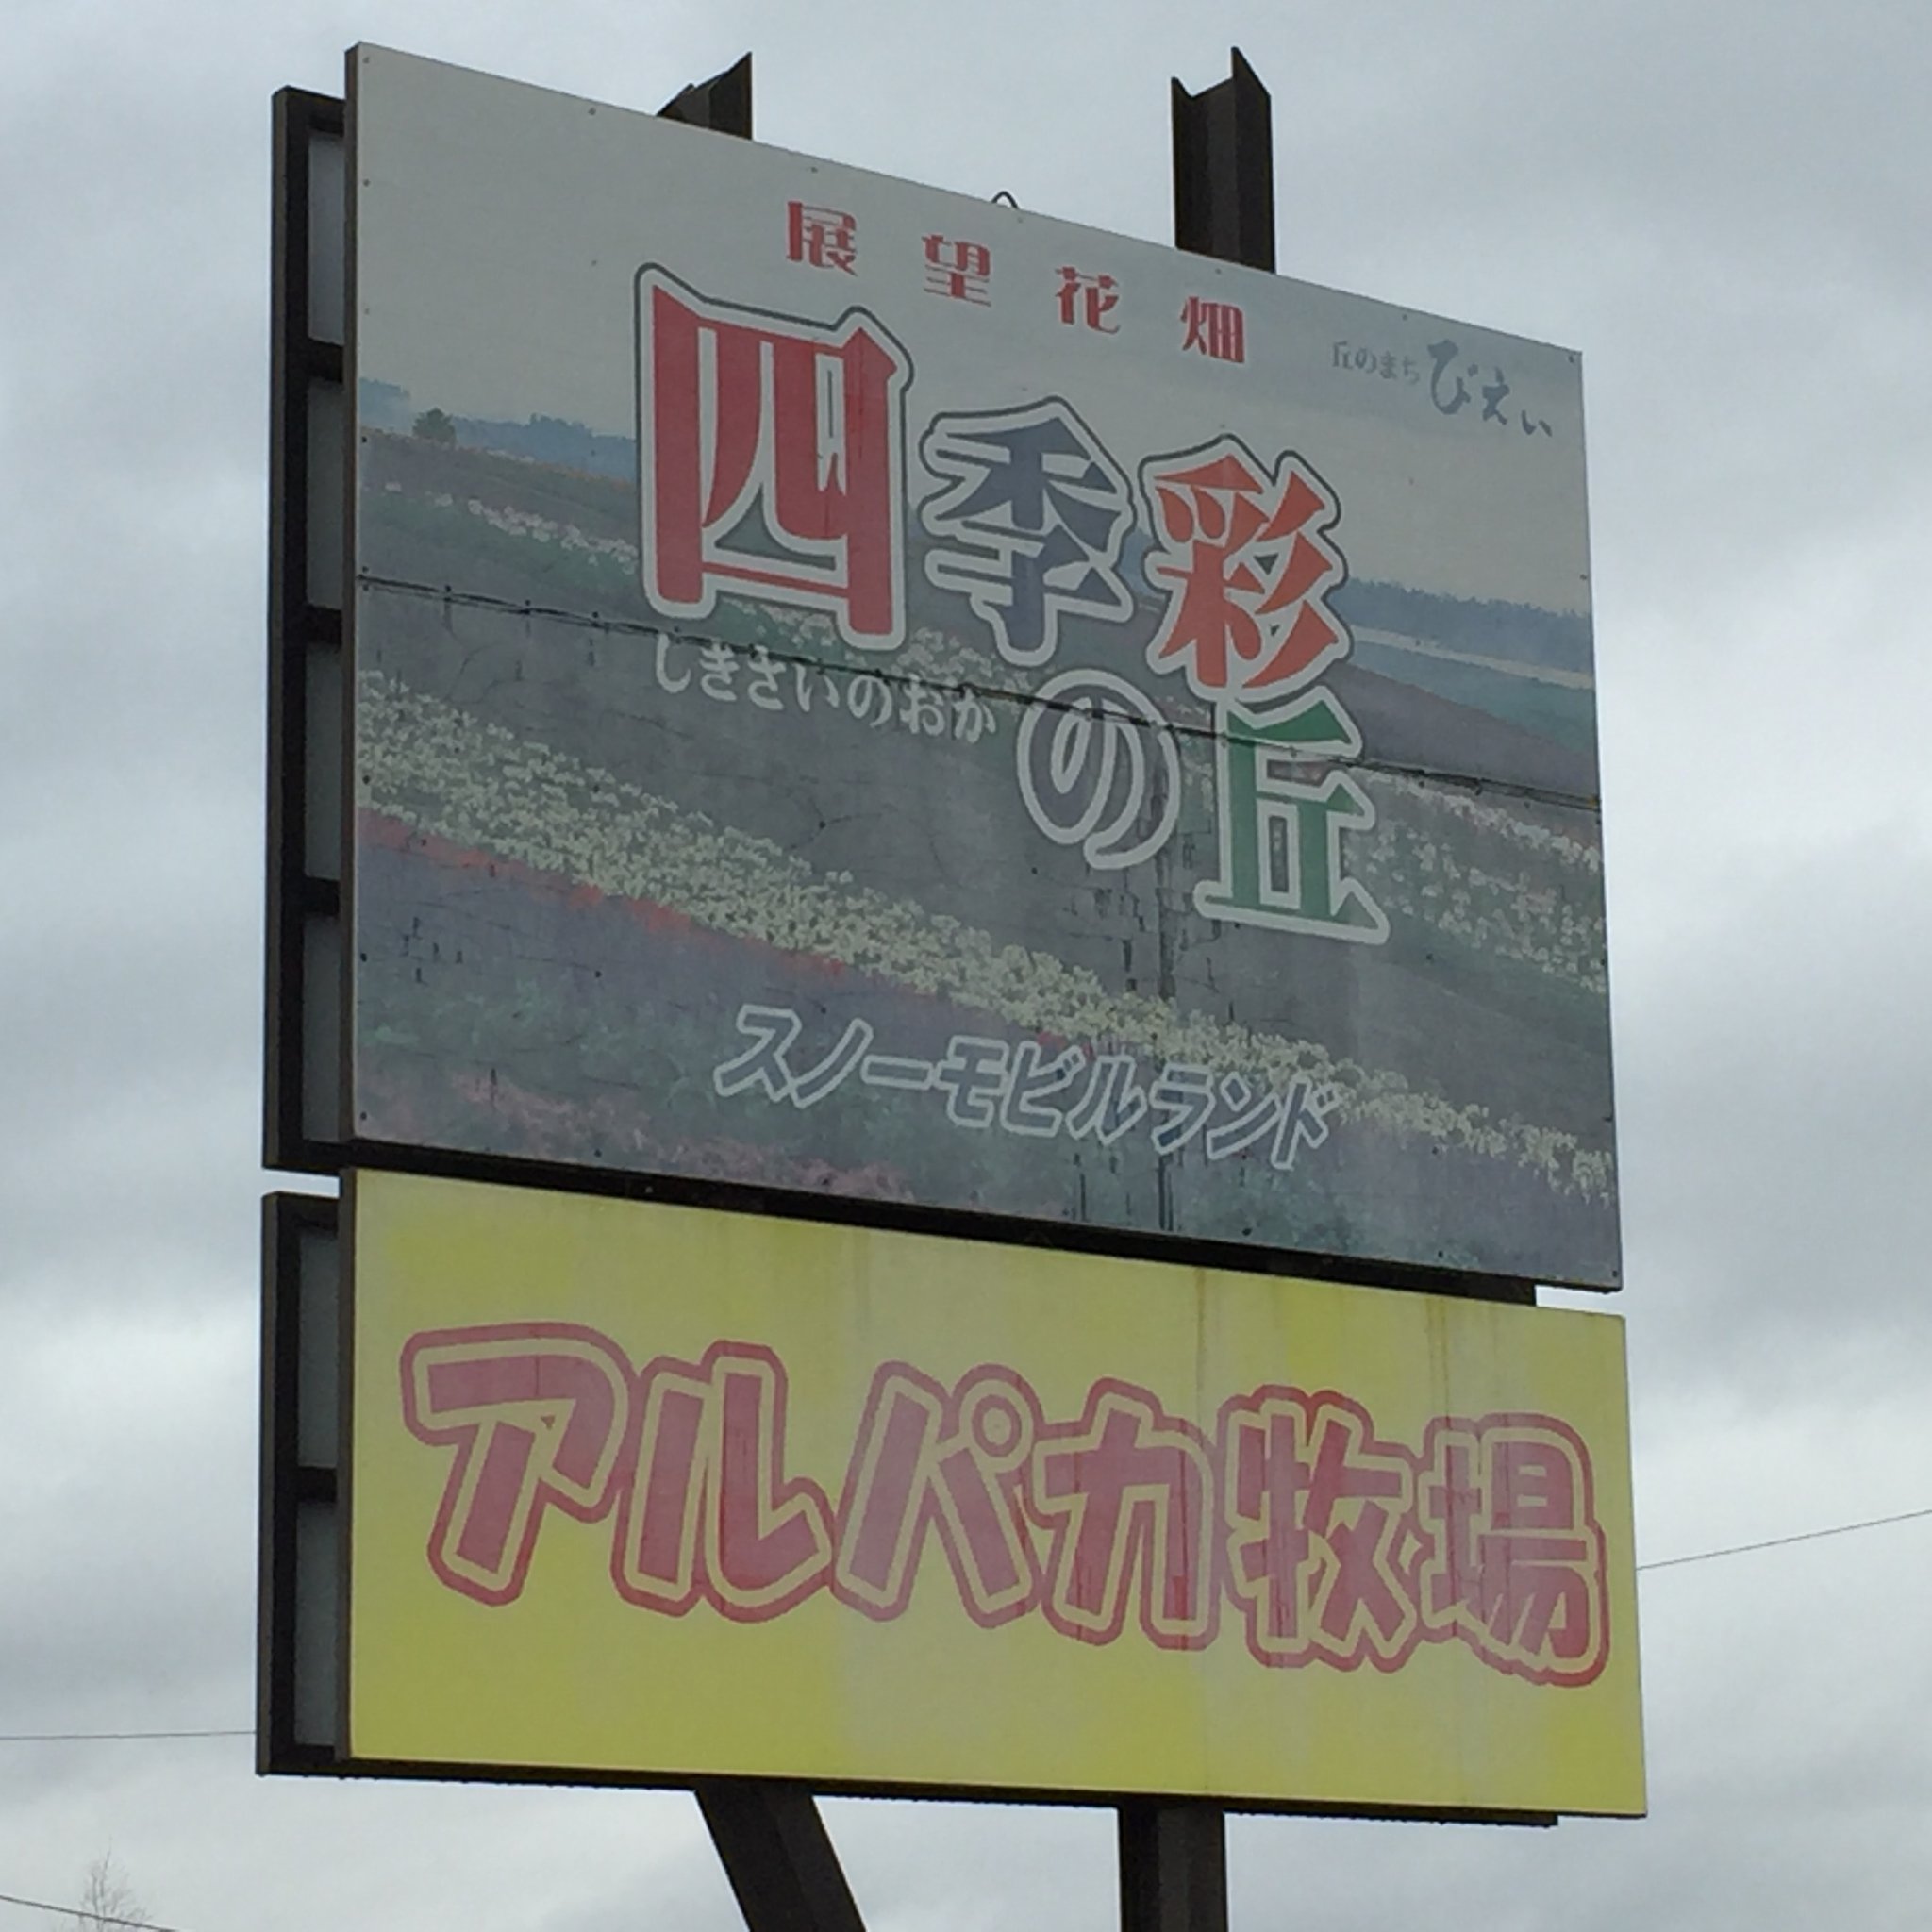 展望花畑
丘のまちびえい
四季彩の丘
しきさいのおか
スノーモビルランド
アルパカ牧場